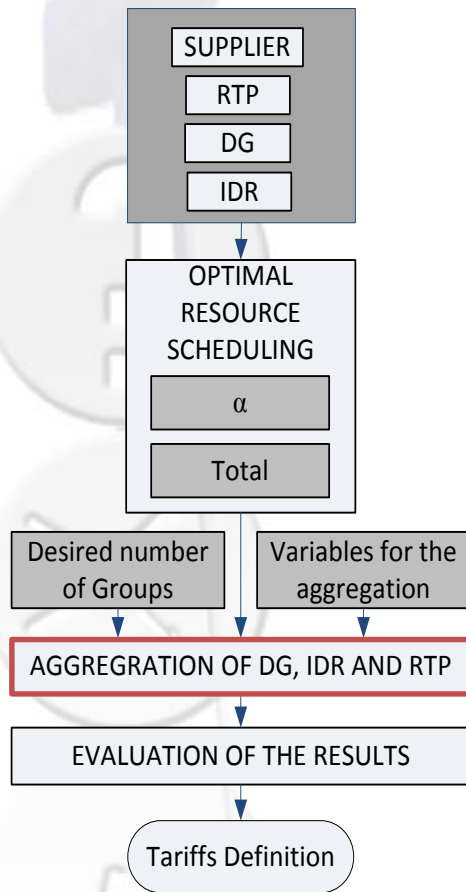 SUPPLIER
RTP
DG
IDR
OPTIMAL
RESOURCE
SCHEDULING
α
Total
Desired number
of Groups
Variables for the
aggregation
AGGREGRATION OF DG, IDR AND RTP
EVALUATION OF THE RESULTS
Tariffs Definition